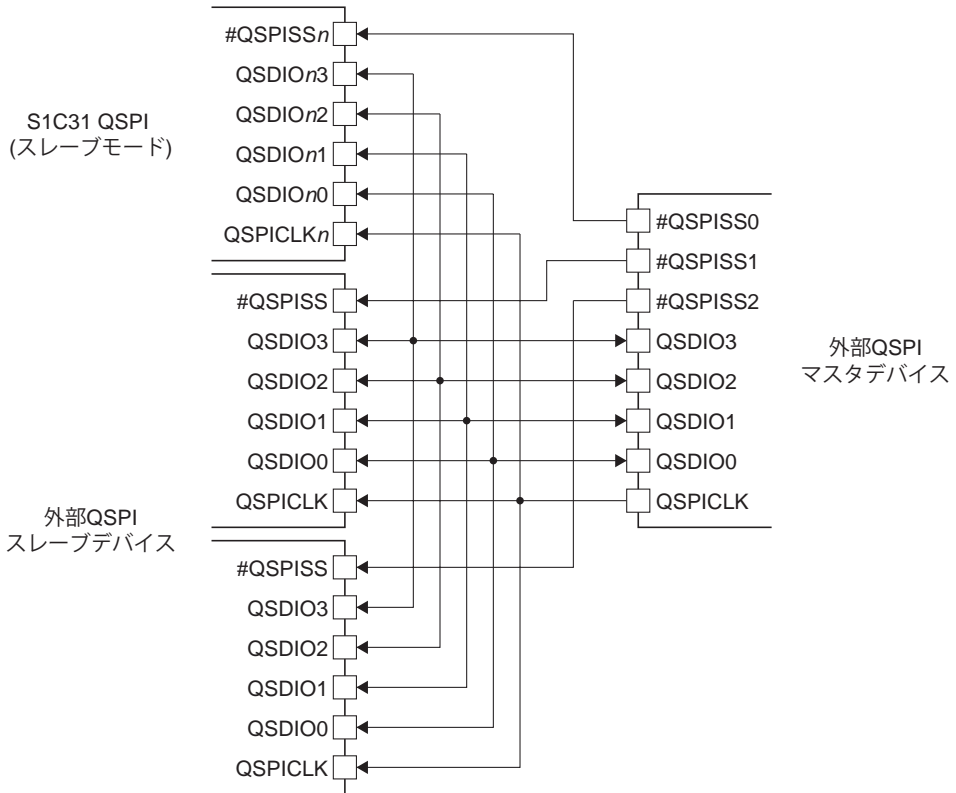 S1C31 QSPI
(スレーブモード)
#QSPISSn
QSDIOn3
QSDIOn2
QSDIOn1
QSDIOn0
QSPICLKn
外部QSPI
スレーブデバイス
#QSPISS
QSDIO3
QSDIO2
QSDIO1
QSDIO0
QSPICLK
#QSPISS
QSDIO3
QSDIO2
QSDIO1
QSDIO0
QSPICLK
#QSPISS0
#QSPISS1
#QSPISS2
QSDIO3
QSDIO2
QSDIO1
QSDIO0
QSPICLK
外部QSPI
マスタデバイス